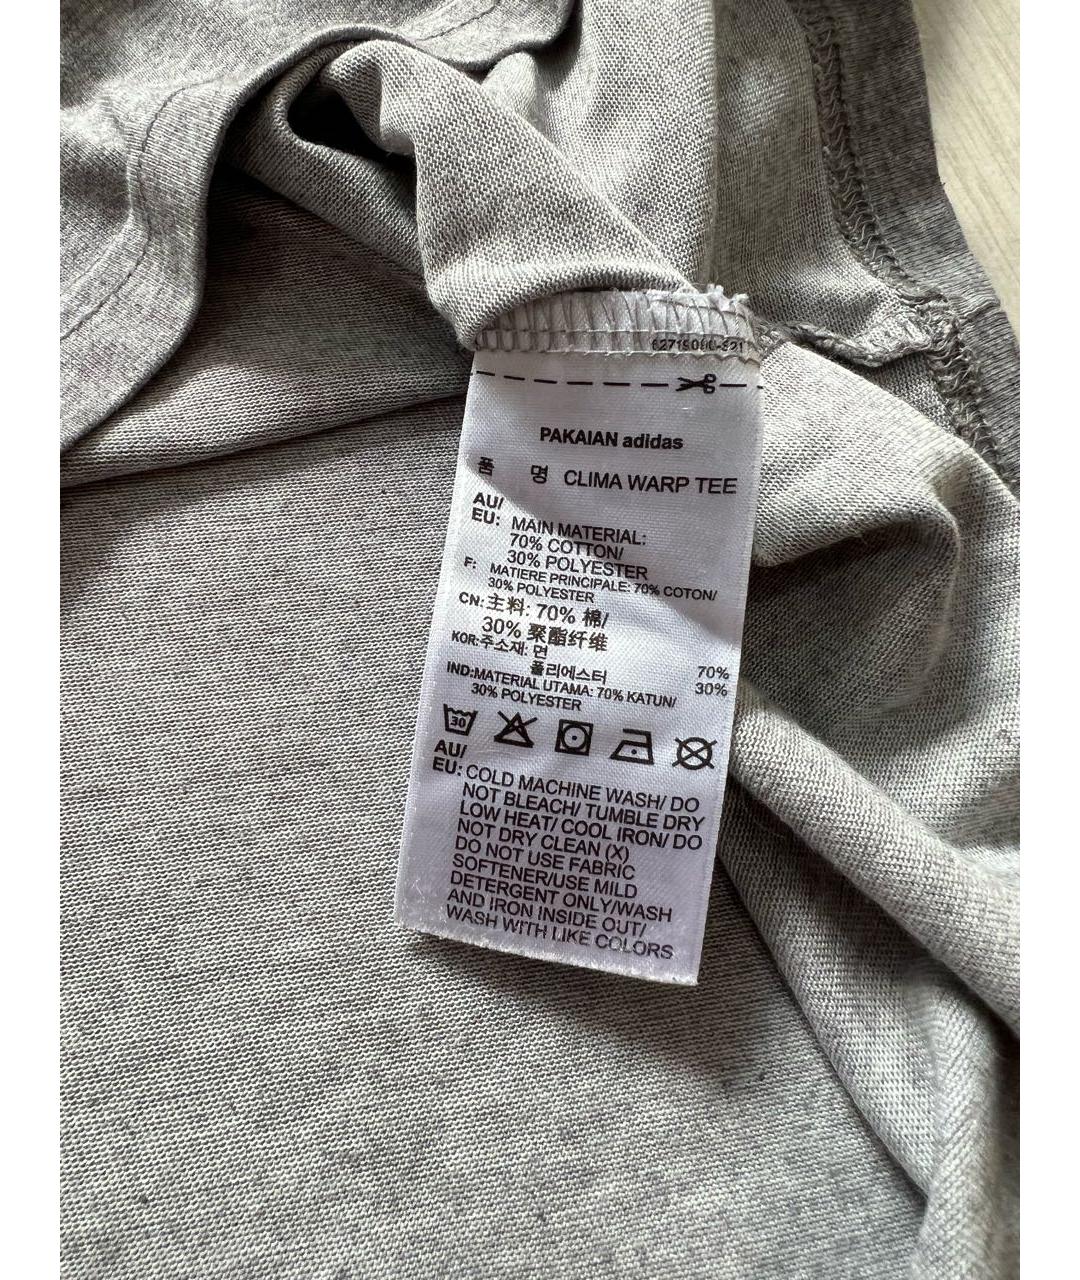 PAKAIAN adidas
품 명 CLIMA WARP TEE
AU/
EU: MAIN MATERIAL:
70% COTTON/
30% POLYESTER
F: MATIERE PRINCIPALE: 70% COTON/
30% POLYESTER
CN: 主料: 70% 棉/
30% 聚酯纤维
KOR: 주소재: 면 70%
폴리에스터 30%
IND: MATERIAL UTAMA: 70% KATUN/
30% POLYESTER
30
AU/
EU: COLD MACHINE WASH/ DO
NOT BLEACH/ TUMBLE DRY
LOW HEAT/ COOL IRON/ DO
NOT DRY CLEAN (X)
DO NOT USE FABRIC
SOFTENER/USE MILD
DETERGENT ONLY/WASH
AND IRON INSIDE OUT/
WASH WITH LIKE COLORS